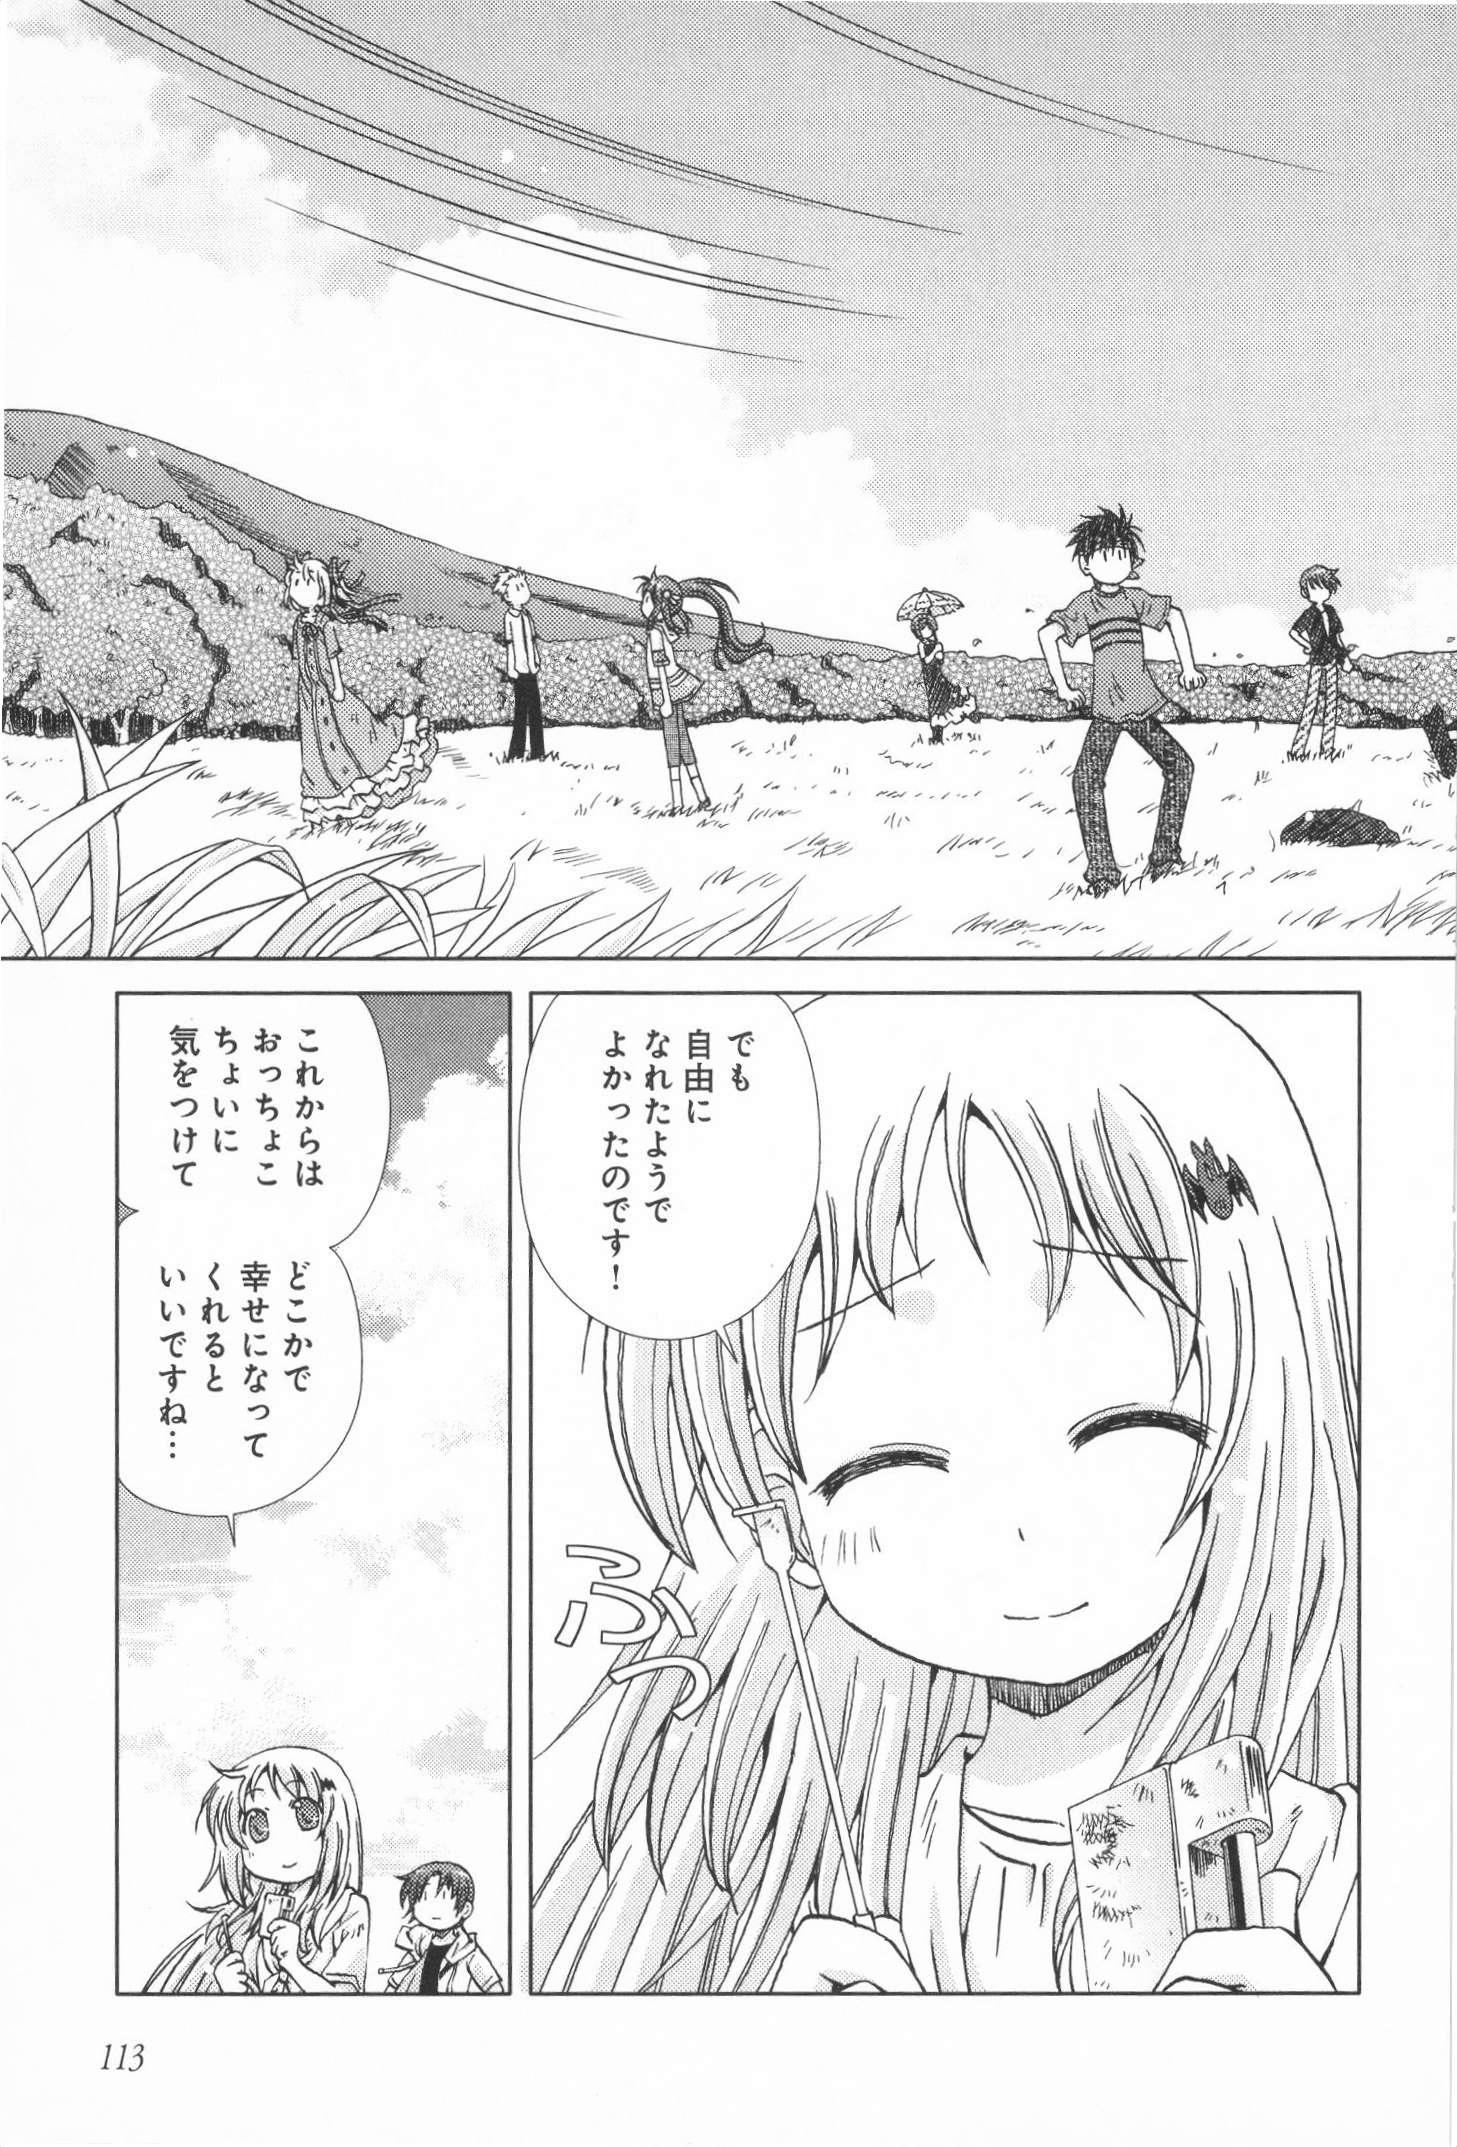 でも
自由に
なれたようで
よかったのです！
ふっ
これからは
おっちょこ
ちょいに
気をつけて
どこかで
幸せになって
くれると
いいですね…
113